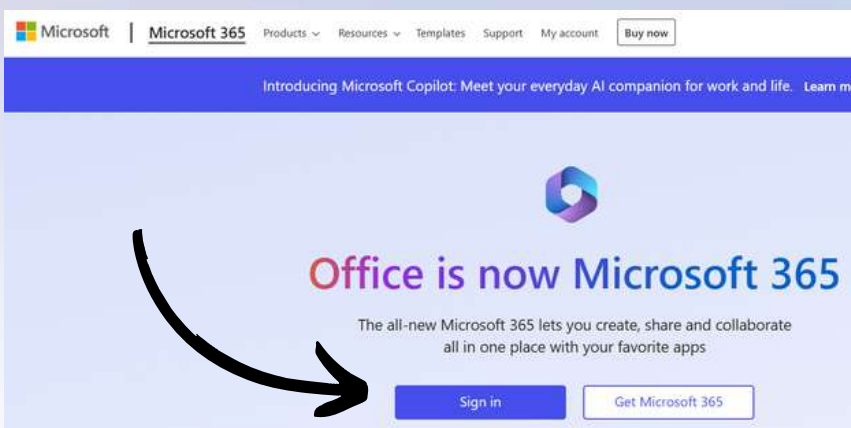 Microsoft | Microsoft 365 Products Resources Templates Support My account Buy now
Introducing Microsoft Copilot: Meet your everyday AI companion for work and life. Learn m
Office is now Microsoft 365
The all-new Microsoft 365 lets you create, share and collaborate
all in one place with your favorite apps
Sign in Get Microsoft 365